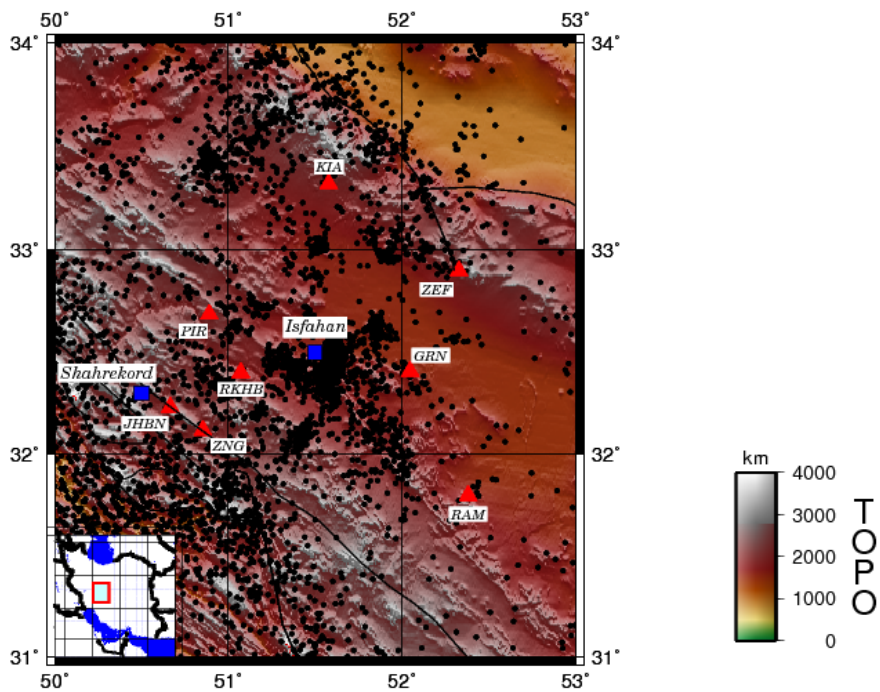 50° 51° 52° 53°
34° 34°
KIA
33° 33°
ZEF
PIR
Isfahan
GRN
Shahrekord
RKHB
JHBN
ZNG
32° 32°
km
4000
3000
2000
1000
0
TOPO
RAM
31° 31°
50° 51° 52° 53°